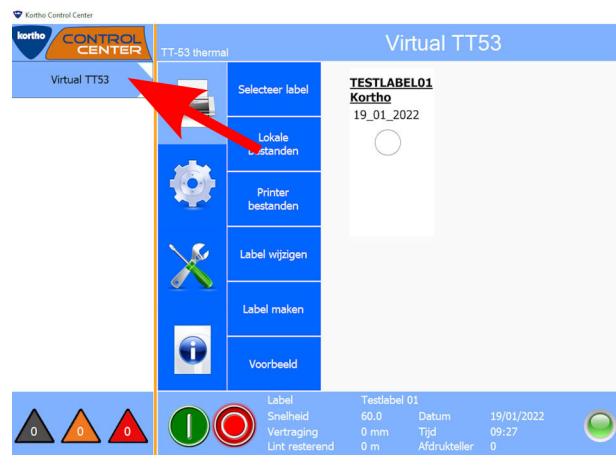 Kortho Control Center
kortho
CONTROL
CENTER
TT-53 thermal
Virtual TT53
Virtual TT53
Selecteer label
Lokale
bestanden
Printer
bestanden
Label wijzigen
Label maken
Voorbeeld
TESTLABEL01
Kortho
19_01_2022
0
0
0
Label Testlabel 01
Snelheid 60.0 Datum 19/01/2022
Vertraging 0 mm Tijd 09:27
Lint resterend 0 m Afdrukteller 0